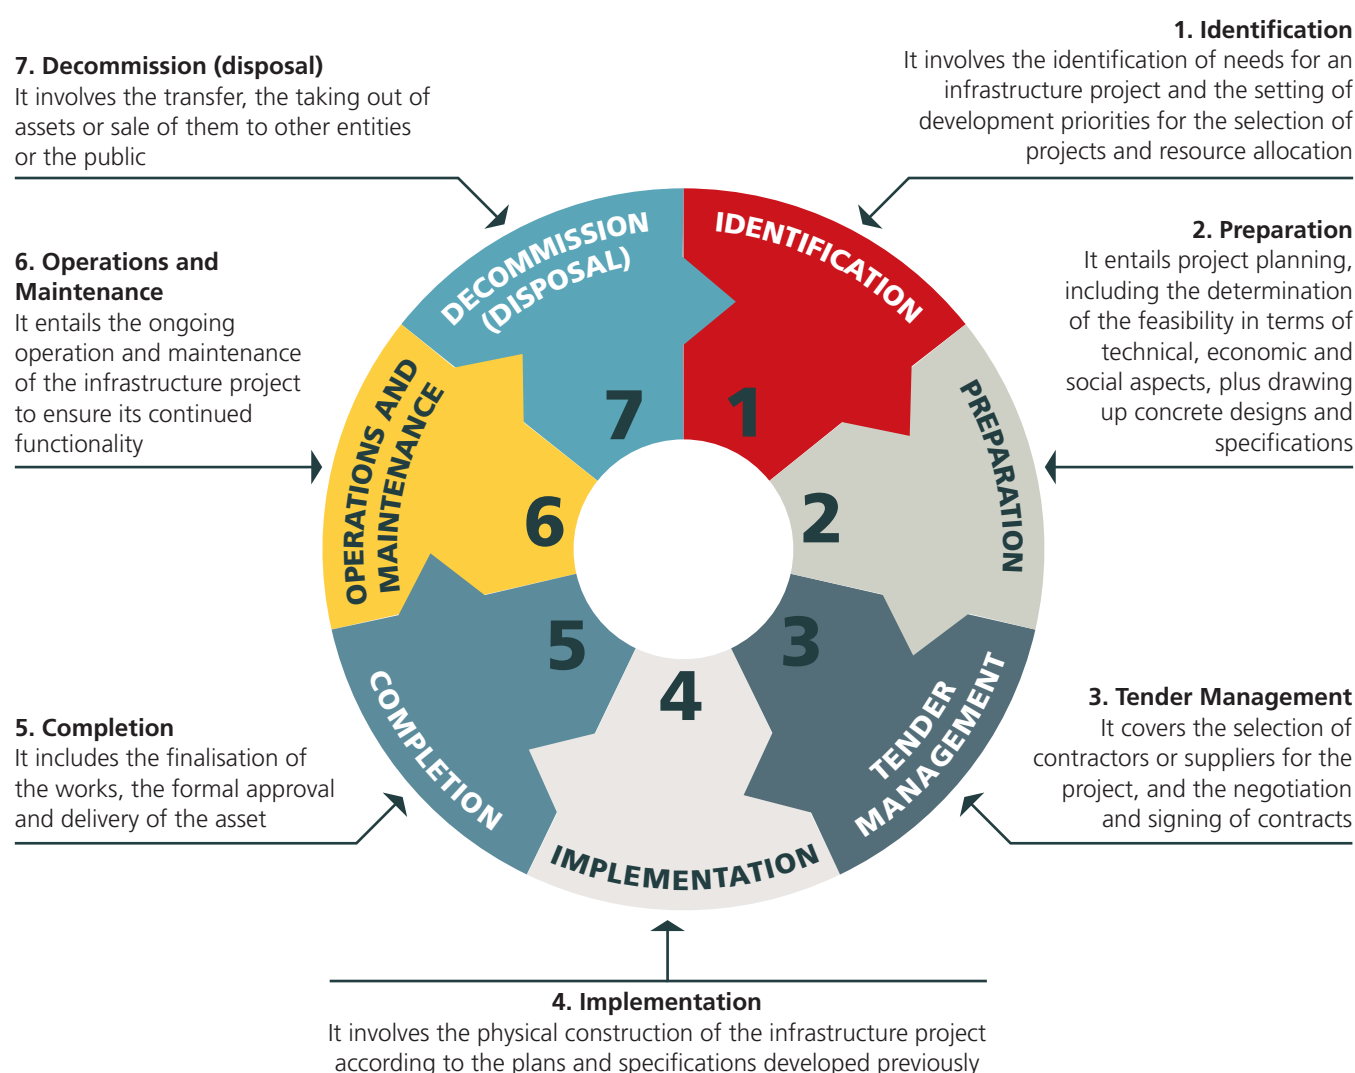 1. Identification
It involves the identification of needs for an
infrastructure project and the setting of
development priorities for the selection of
projects and resource allocation
2. Preparation
It entails project planning,
including the determination
of the feasibility in terms of
technical, economic and
social aspects, plus drawing
up concrete designs and
specifications
3. Tender Management
It covers the selection of
contractors or suppliers for the
project, and the negotiation
and signing of contracts
4. Implementation
It involves the physical construction of the infrastructure project
according to the plans and specifications developed previously
5. Completion
It includes the finalisation of
the works, the formal approval
and delivery of the asset
6. Operations and
Maintenance
It entails the ongoing
operation and maintenance
of the infrastructure project
to ensure its continued
functionality
7. Decommission (disposal)
It involves the transfer, the taking out of
assets or sale of them to other entities
or the public
IDENTIFICATION
1
PREPARATION
2
TENDER
MANAGEMENT
3
IMPLEMENTATION
4
COMPLETION
5
OPERATIONS AND
MAINTENANCE
6
DECOMMISSION
(DISPOSAL)
7